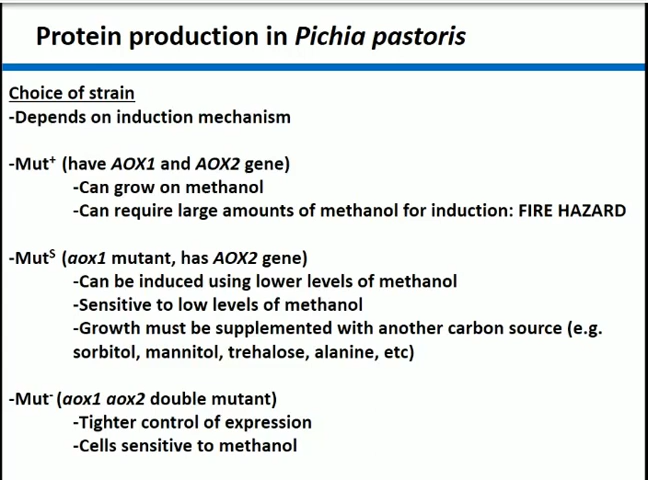 Protein production in Pichia pastoris
Choice of strain
-Depends on induction mechanism
-Mut⁺ (have AOX1 and AOX2 gene)
-Can grow on methanol
-Can require large amounts of methanol for induction: FIRE HAZARD
-Mutˢ (aox1 mutant, has AOX2 gene)
-Can be induced using lower levels of methanol
-Sensitive to low levels of methanol
-Growth must be supplemented with another carbon source (e.g.
sorbitol, mannitol, trehalose, alanine, etc)
-Mut⁻ (aox1 aox2 double mutant)
-Tighter control of expression
-Cells sensitive to methanol